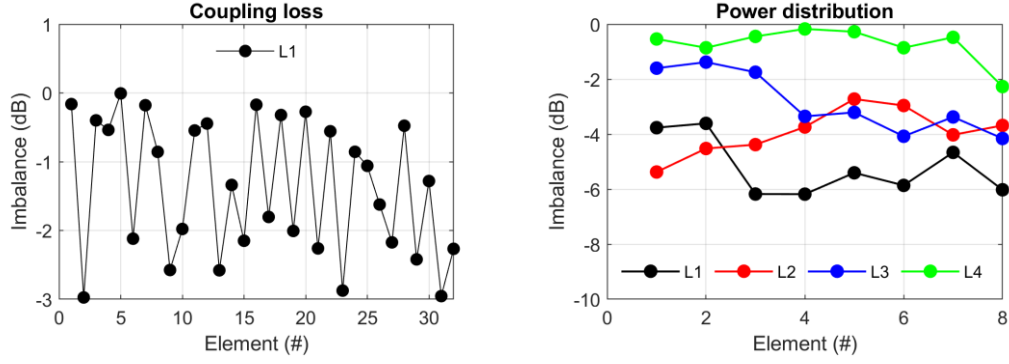 Coupling loss
L1
1
0
-1
-2
-3
Imbalance (dB)
0 5 10 15 20 25 30
Element (#)
Power distribution
0
-2
-4
-6
-8
-10
Imbalance (dB)
L1 L2 L3 L4
0 2 4 6 8
Element (#)